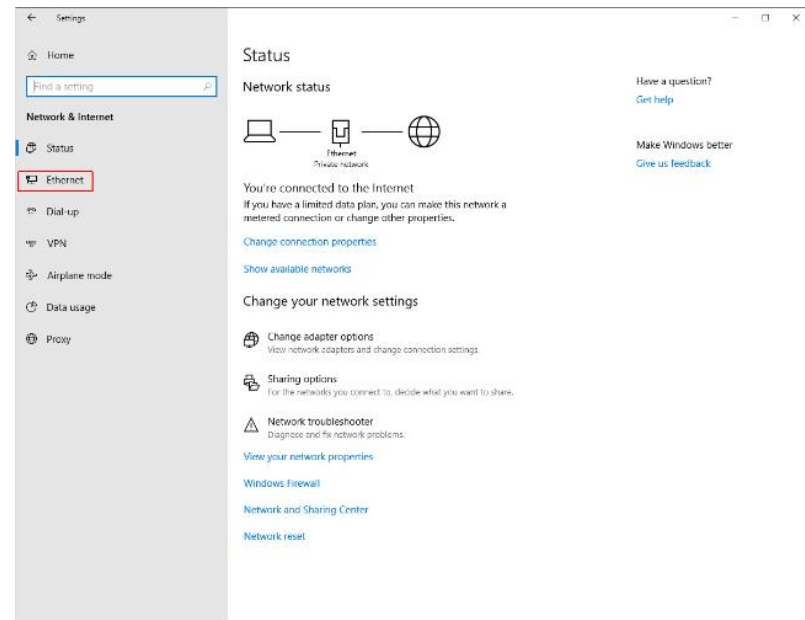 Settings
Home
Find a setting
Network & Internet
Status
Ethernet
Dial-up
VPN
Airplane mode
Data usage
Proxy
Status
Network status
Ethernet
Private network
You're connected to the Internet
If you have a limited data plan, you can make this network a
metered connection or change other properties.
Change connection properties
Show available networks
Change your network settings
Change adapter options
View network adapters and change connection settings.
Sharing options
For the networks you connect to, decide what you want to share.
Network troubleshooter
Diagnose and fix network problems.
View your network properties
Windows Firewall
Network and Sharing Center
Network reset
Have a question?
Get help
Make Windows better
Give us feedback